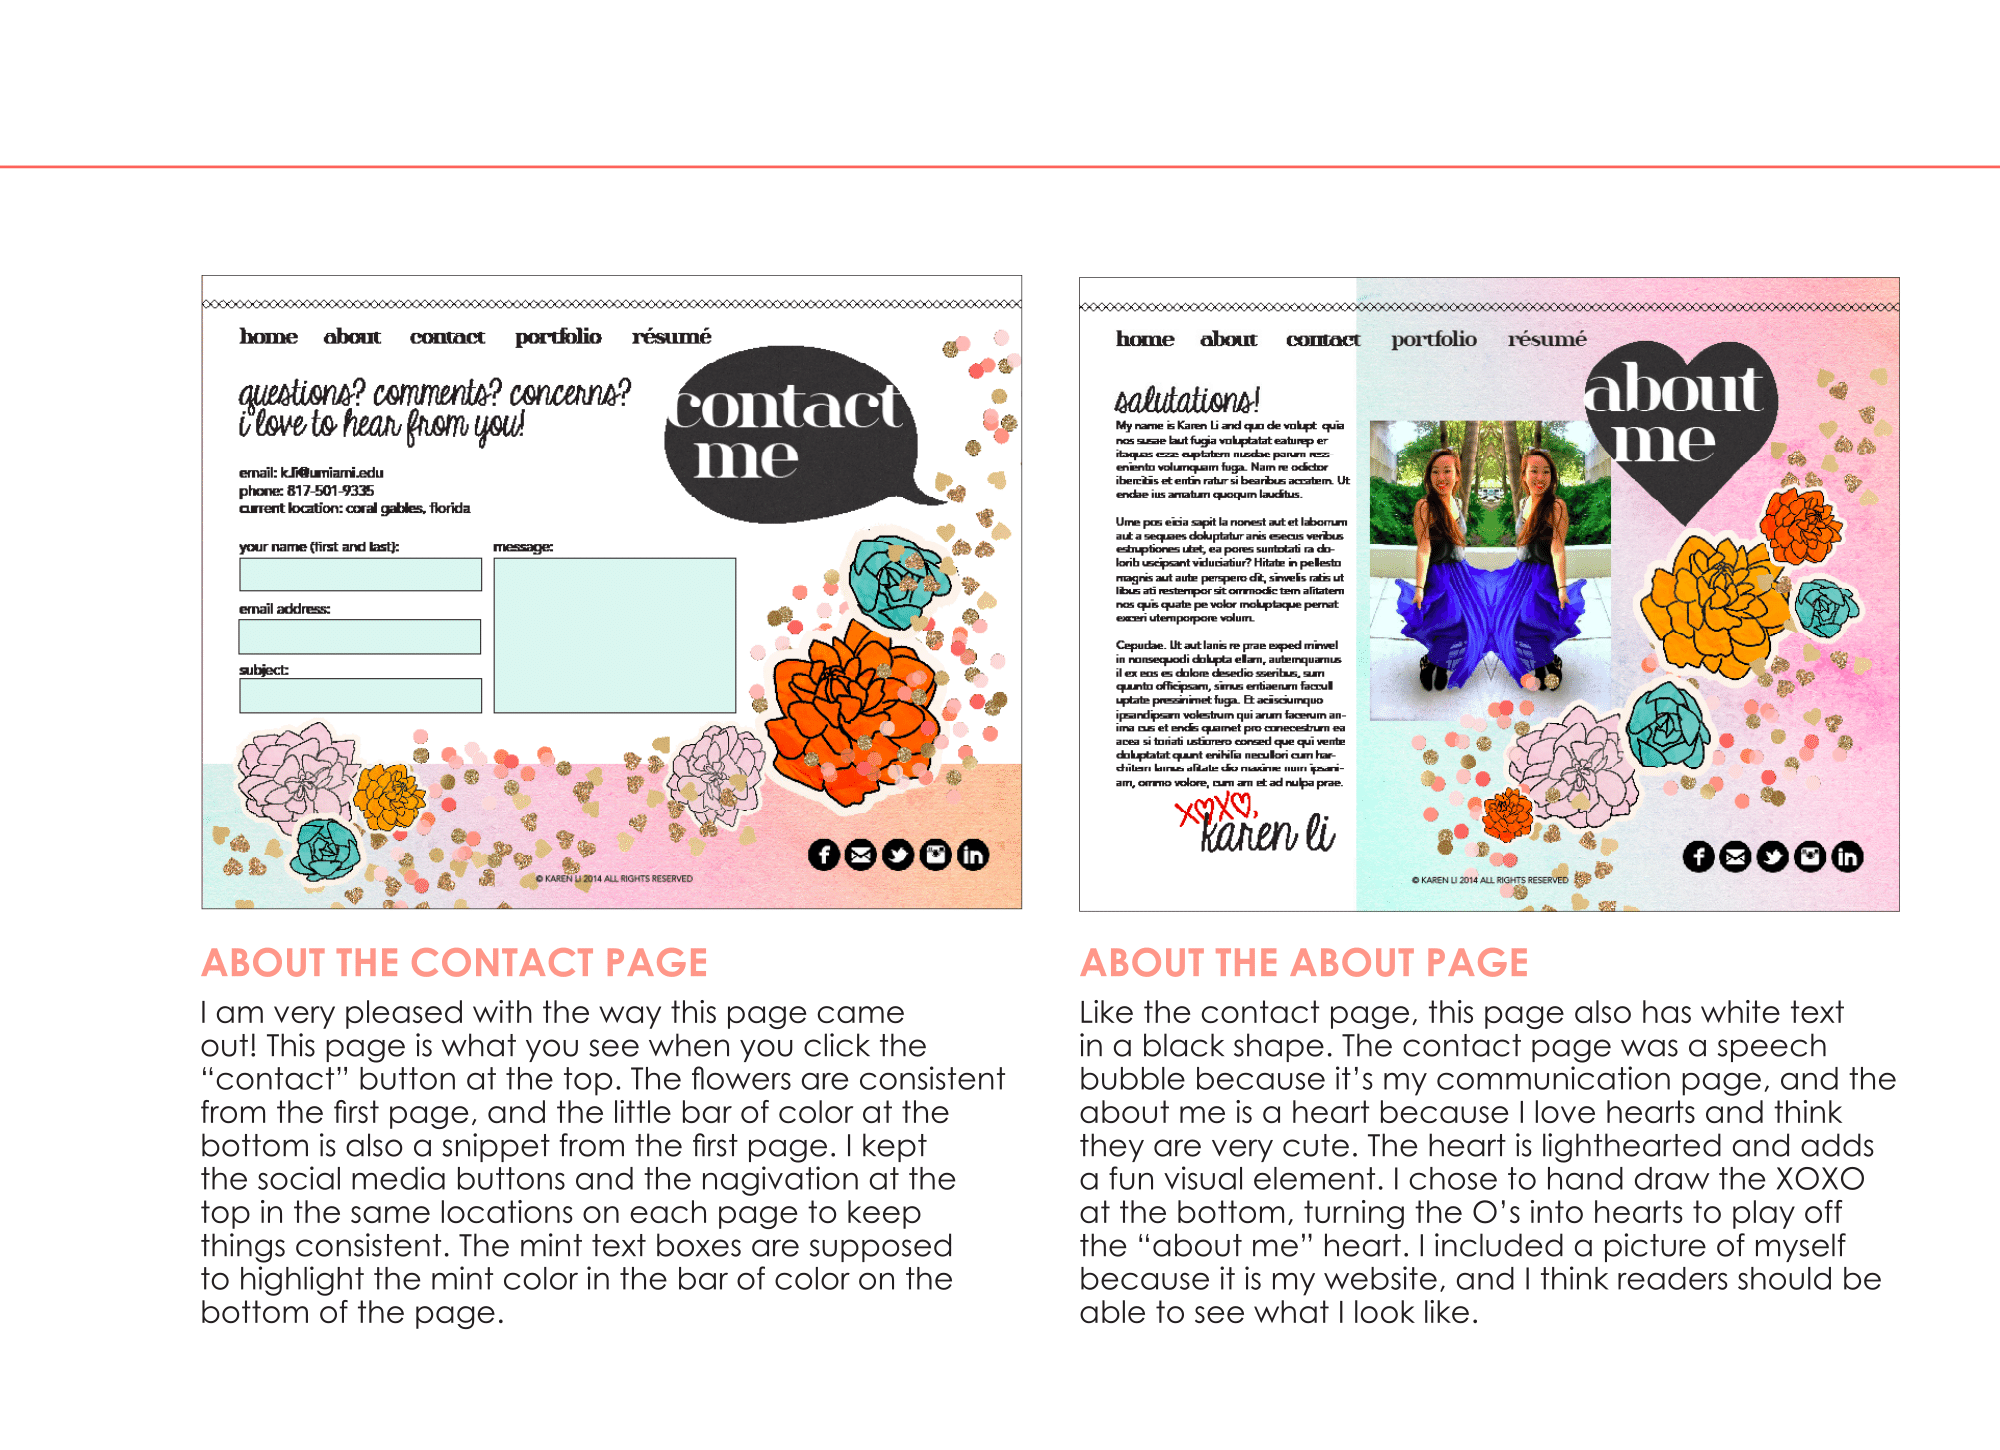 home about contact portfolio résumé
contact
me
questions? comments? concerns?
i love to hear from you!
email: k.li@umiami.edu
phone: 817-501-9335
current location: coral gables, florida
your name (first and last):
message:
email address:
subject:
© KAREN LI 2014 ALL RIGHTS RESERVED
ABOUT THE CONTACT PAGE
I am very pleased with the way this page came
out! This page is what you see when you click the
“contact” button at the top. The flowers are consistent
from the first page, and the little bar of color at the
bottom is also a snippet from the first page. I kept
the social media buttons and the nagivation at the
top in the same locations on each page to keep
things consistent. The mint text boxes are supposed
to highlight the mint color in the bar of color on the
bottom of the page.
home about contact portfolio résumé
about
me
salutations!
My name is Karen Li and quo de volupt quia
nos susae laut fugia voluptatat eaturep er
itaquas esse euptatem nusdae parum ress
eniento volumquam fuga. Nam re odictor
ibercitiis et entin ratur si bearibus accatem. Ut
endae ius amatum quoqum lauditus.
Ume pos eicia sapit la nonest aut et laborrum
aut a sequaes doluptatur anis esecus veribus
estruptiones utet, ea pores suntotati ra do-
lorib uscipsant viduciatiur? Hitate in pellesto
magnis aut aute perspero dit, sinvelis ratis ut
libus ati restempor sit ommodic tem alitatem
nos quis quate pe volor moluptaque pernat
exceri utemporpore volum.
Cepudae. Ut aut lanis re prae exped minvel
in nonsequodi dolupta ellam, autemquamus
il ex eos es dolore desedio sseribus, sum
quunto officipsam, simus entiaerum faccull
uptate pressinimet fuga. Et aciisciumquo
ipsandipsam volestrum qui arum facerum an-
ima cus et endis quamet pro conecestrum ea
acea si toriati ustiorero consed que qui vente
doluptatat quunt enihilia necullori cum har-
chitem lamus alitate dio maxime num ipsani-
am, ommo volore, cum am et ad nulpa prae.
XOXO,
karen li
© KAREN LI 2014 ALL RIGHTS RESERVED
ABOUT THE ABOUT PAGE
Like the contact page, this page also has white text
in a black shape. The contact page was a speech
bubble because it’s my communication page, and the
about me is a heart because I love hearts and think
they are very cute. The heart is lighthearted and adds
a fun visual element. I chose to hand draw the XOXO
at the bottom, turning the O’s into hearts to play off
the “about me” heart. I included a picture of myself
because it is my website, and I think readers should be
able to see what I look like.